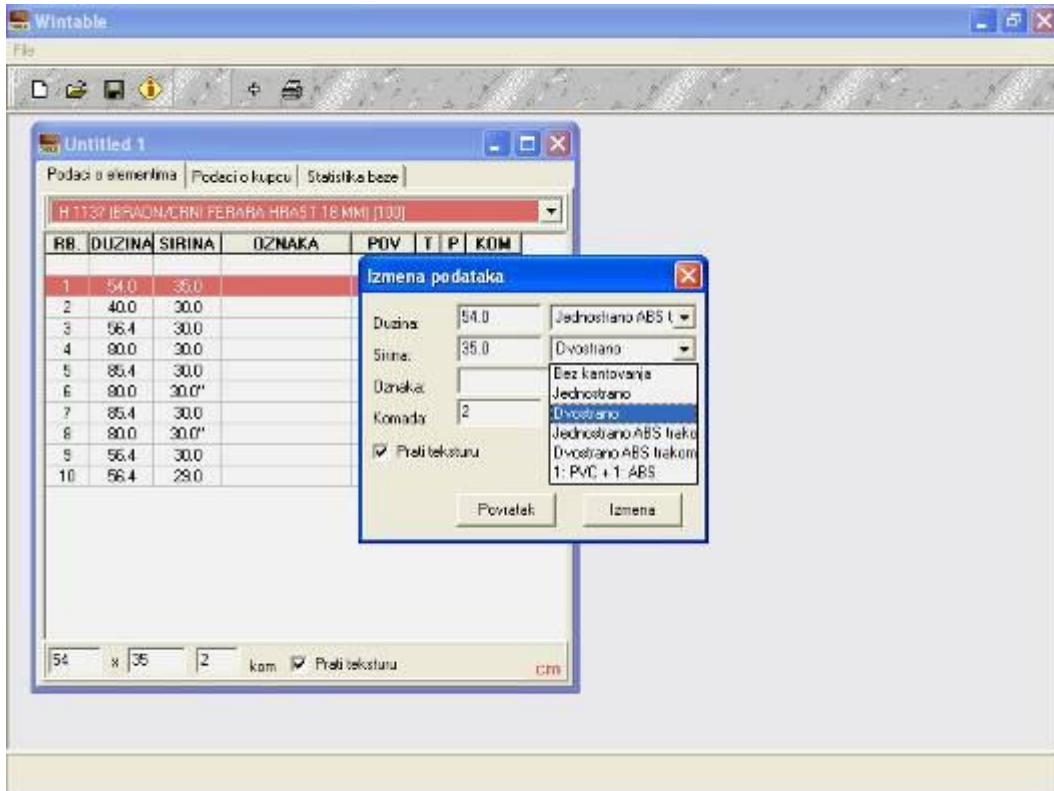 Wintable
File
Untitled 1
Podaci o elementima Podaci o kupcu Statistika baze
H 1137 (BRAON/CRNI FERARA HRAST 18 MM) [100]
RB. DUZINA SIRINA OZNAKA POV T P KOM
1 54.0 35.0
2 40.0 30.0
3 56.4 30.0
4 80.0 30.0
5 85.4 30.0
6 80.0 30.0"
7 85.4 30.0
8 80.0 30.0"
9 56.4 30.0
10 56.4 29.0
54 x 35 2 kom Prati teksturu cm
Izmena podataka
Duzina: 54.0 Jednostrano ABS t
Sirina: 35.0 Dvostrano
Oznaka:
Komada: 2
Prati teksturu
Bez kantovanja
Jednostrano
Dvostrano
Jednostrano ABS trako
Dvostrano ABS trakom
1: PVC + 1: ABS
Povratak Izmena